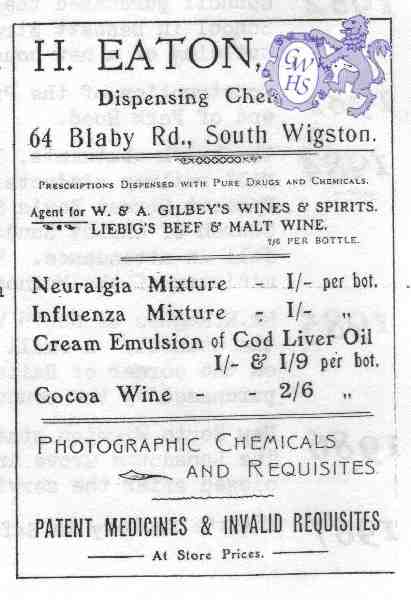 H. EATON,
GWHS
Dispensing Che
64 Blaby Rd., South Wigston.
PRESCRIPTIONS DISPENSED WITH PURE DRUGS AND CHEMICALS.
Agent for W. & A. GILBEY'S WINES & SPIRITS.
LIEBIG'S BEEF & MALT WINE.
PER BOTTLE.
Neuralgia Mixture - 1/- per bot.
Influenza Mixture - 1/- "
Cream Emulsion of Cod Liver Oil
1/- & 1/9 per bot.
Cocoa Wine - - 2/6 "
PHOTOGRAPHIC CHEMICALS
AND REQUISITES
PATENT MEDICINES & INVALID REQUISITES
At Store Prices.